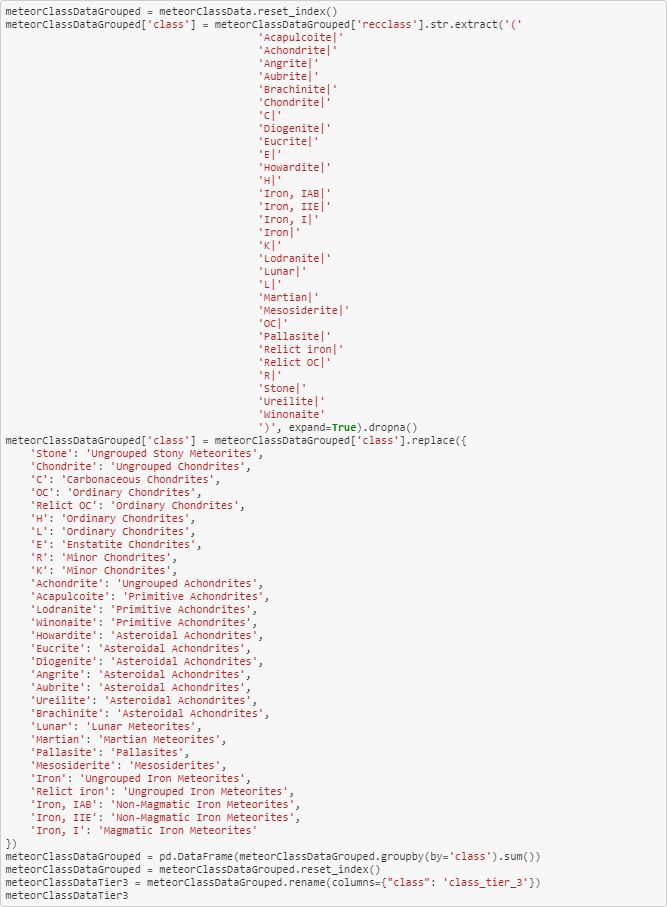 meteorClassDataGrouped = meteorClassData.reset_index()
meteorClassDataGrouped['class'] = meteorClassDataGrouped['recclass'].str.extract('('
'Acapulcoite|'
'Achondrite|'
'Angrite|'
'Aubrite|'
'Brachinite|'
'Chondrite|'
'C|'
'Diogenite|'
'Eucrite|'
'E|'
'Howardite|'
'H|'
'Iron, IAB|'
'Iron, IIE|'
'Iron, I|'
'Iron|'
'K|'
'Lodranite|'
'Lunar|'
'L|'
'Martian|'
'Mesosiderite|'
'OC|'
'Pallasite|'
'Relict iron|'
'Relict OC|'
'R|'
'Stone|'
'Ureilite|'
'Winonaite'
')', expand=True).dropna()
meteorClassDataGrouped['class'] = meteorClassDataGrouped['class'].replace({
'Stone': 'Ungrouped Stony Meteorites',
'Chondrite': 'Ungrouped Chondrites',
'C': 'Carbonaceous Chondrites',
'OC': 'Ordinary Chondrites',
'Relict OC': 'Ordinary Chondrites',
'H': 'Ordinary Chondrites',
'L': 'Ordinary Chondrites',
'E': 'Enstatite Chondrites',
'R': 'Minor Chondrites',
'K': 'Minor Chondrites',
'Achondrite': 'Ungrouped Achondrites',
'Acapulcoite': 'Primitive Achondrites',
'Lodranite': 'Primitive Achondrites',
'Winonaite': 'Primitive Achondrites',
'Howardite': 'Asteroidal Achondrites',
'Eucrite': 'Asteroidal Achondrites',
'Diogenite': 'Asteroidal Achondrites',
'Angrite': 'Asteroidal Achondrites',
'Aubrite': 'Asteroidal Achondrites',
'Ureilite': 'Asteroidal Achondrites',
'Brachinite': 'Asteroidal Achondrites',
'Lunar': 'Lunar Meteorites',
'Martian': 'Martian Meteorites',
'Pallasite': 'Pallasites',
'Mesosiderite': 'Mesosiderites',
'Iron': 'Ungrouped Iron Meteorites',
'Relict iron': 'Ungrouped Iron Meteorites',
'Iron, IAB': 'Non-Magmatic Iron Meteorites',
'Iron, IIE': 'Non-Magmatic Iron Meteorites',
'Iron, I': 'Magmatic Iron Meteorites'
})
meteorClassDataGrouped = pd.DataFrame(meteorClassDataGrouped.groupby(by='class').sum())
meteorClassDataGrouped = meteorClassDataGrouped.reset_index()
meteorClassDataTier3 = meteorClassDataGrouped.rename(columns={"class": 'class_tier_3'})
meteorClassDataTier3